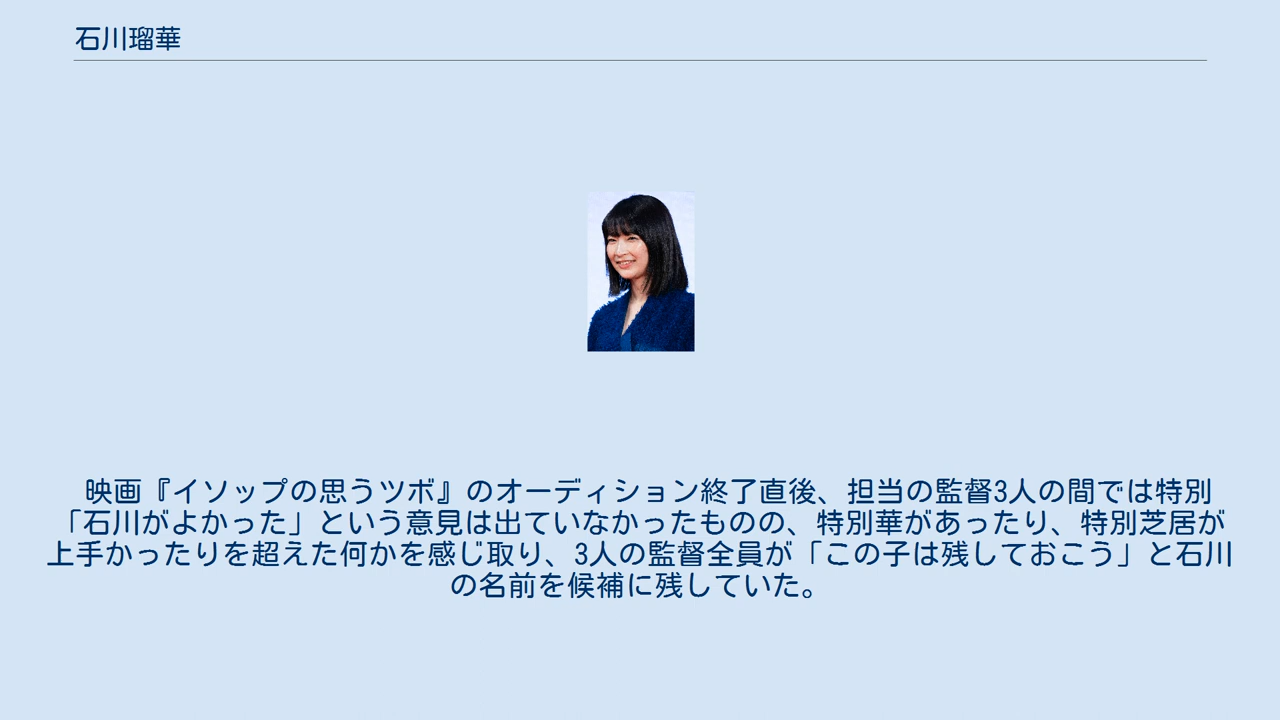 石川瑠華
映画『イソップの思うツボ』のオーディション終了直後、担当の監督3人の間では特別
「石川がよかった」という意見は出ていなかったものの、特別華があったり、特別芝居が
上手かったりを超えた何かを感じ取り、3人の監督全員が「この子は残しておこう」と石川
の名前を候補に残していた。